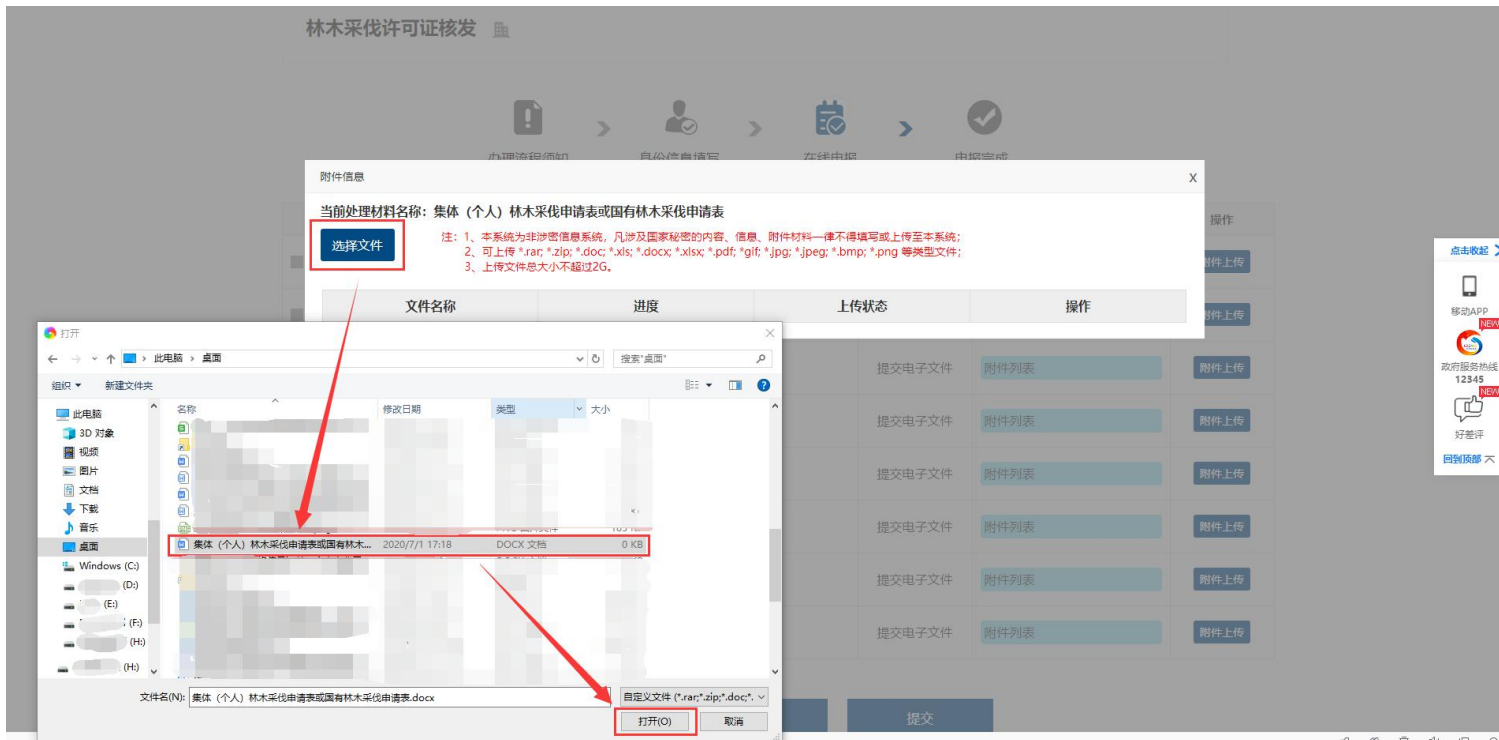 林木采伐许可证核发
办理流程须知
身份信息填写
在线申报
申报完成
附件信息
X
当前处理材料名称：集体（个人）林木采伐申请表或国有林木采伐申请表
选择文件
注：1、本系统为非涉密信息系统，凡涉及国家秘密的内容、信息、附件材料一律不得填写或上传至本系统；
2、可上传 *.rar; *.zip; *.doc; *.xls; *.docx; *.xlsx; *.pdf; *gif; *.jpg; *.jpeg; *.bmp; *.png 等类型文件；
3、上传文件总大小不超过2G。
文件名称 进度 上传状态 操作
操作
附件上传
附件上传
提交电子文件 附件列表 附件上传
提交电子文件 附件列表 附件上传
提交电子文件 附件列表 附件上传
提交电子文件 附件列表 附件上传
提交电子文件 附件列表 附件上传
提交电子文件 附件列表 附件上传
提交
打开
此电脑 › 桌面
搜索"桌面"
组织 新建文件夹
名称 修改日期 类型 大小
此电脑
3D 对象
视频
图片
文档
下载
音乐
桌面
Windows (C:)
(D:)
(E:)
(F:)
(H:)
(H:)
集体（个人）林木采伐申请表或国有林木... 2020/7/1 17:18 DOCX 文档 0 KB
文件名(N): 集体（个人）林木采伐申请表或国有林木采伐申请表.docx
自定义文件 (*.rar;*.zip;*.doc;*.
打开(O) 取消
点击收起
移动APP
NEW
政府服务热线
12345
NEW
好差评
回到顶部